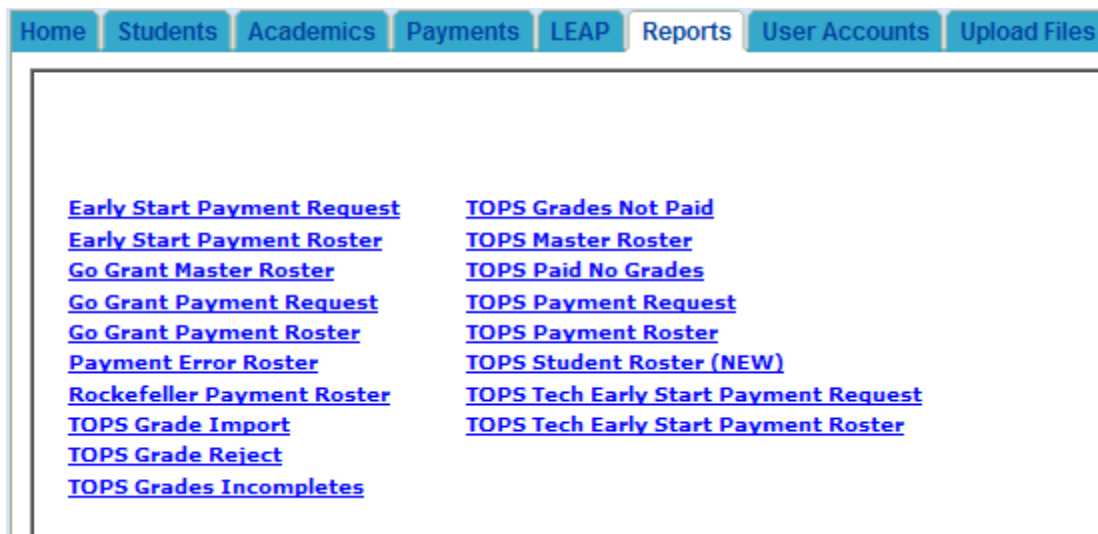 Home Students Academics Payments LEAP Reports User Accounts Upload Files
Early Start Payment Request
Early Start Payment Roster
Go Grant Master Roster
Go Grant Payment Request
Go Grant Payment Roster
Payment Error Roster
Rockefeller Payment Roster
TOPS Grade Import
TOPS Grade Reject
TOPS Grades Incompletes
TOPS Grades Not Paid
TOPS Master Roster
TOPS Paid No Grades
TOPS Payment Request
TOPS Payment Roster
TOPS Student Roster (NEW)
TOPS Tech Early Start Payment Request
TOPS Tech Early Start Payment Roster